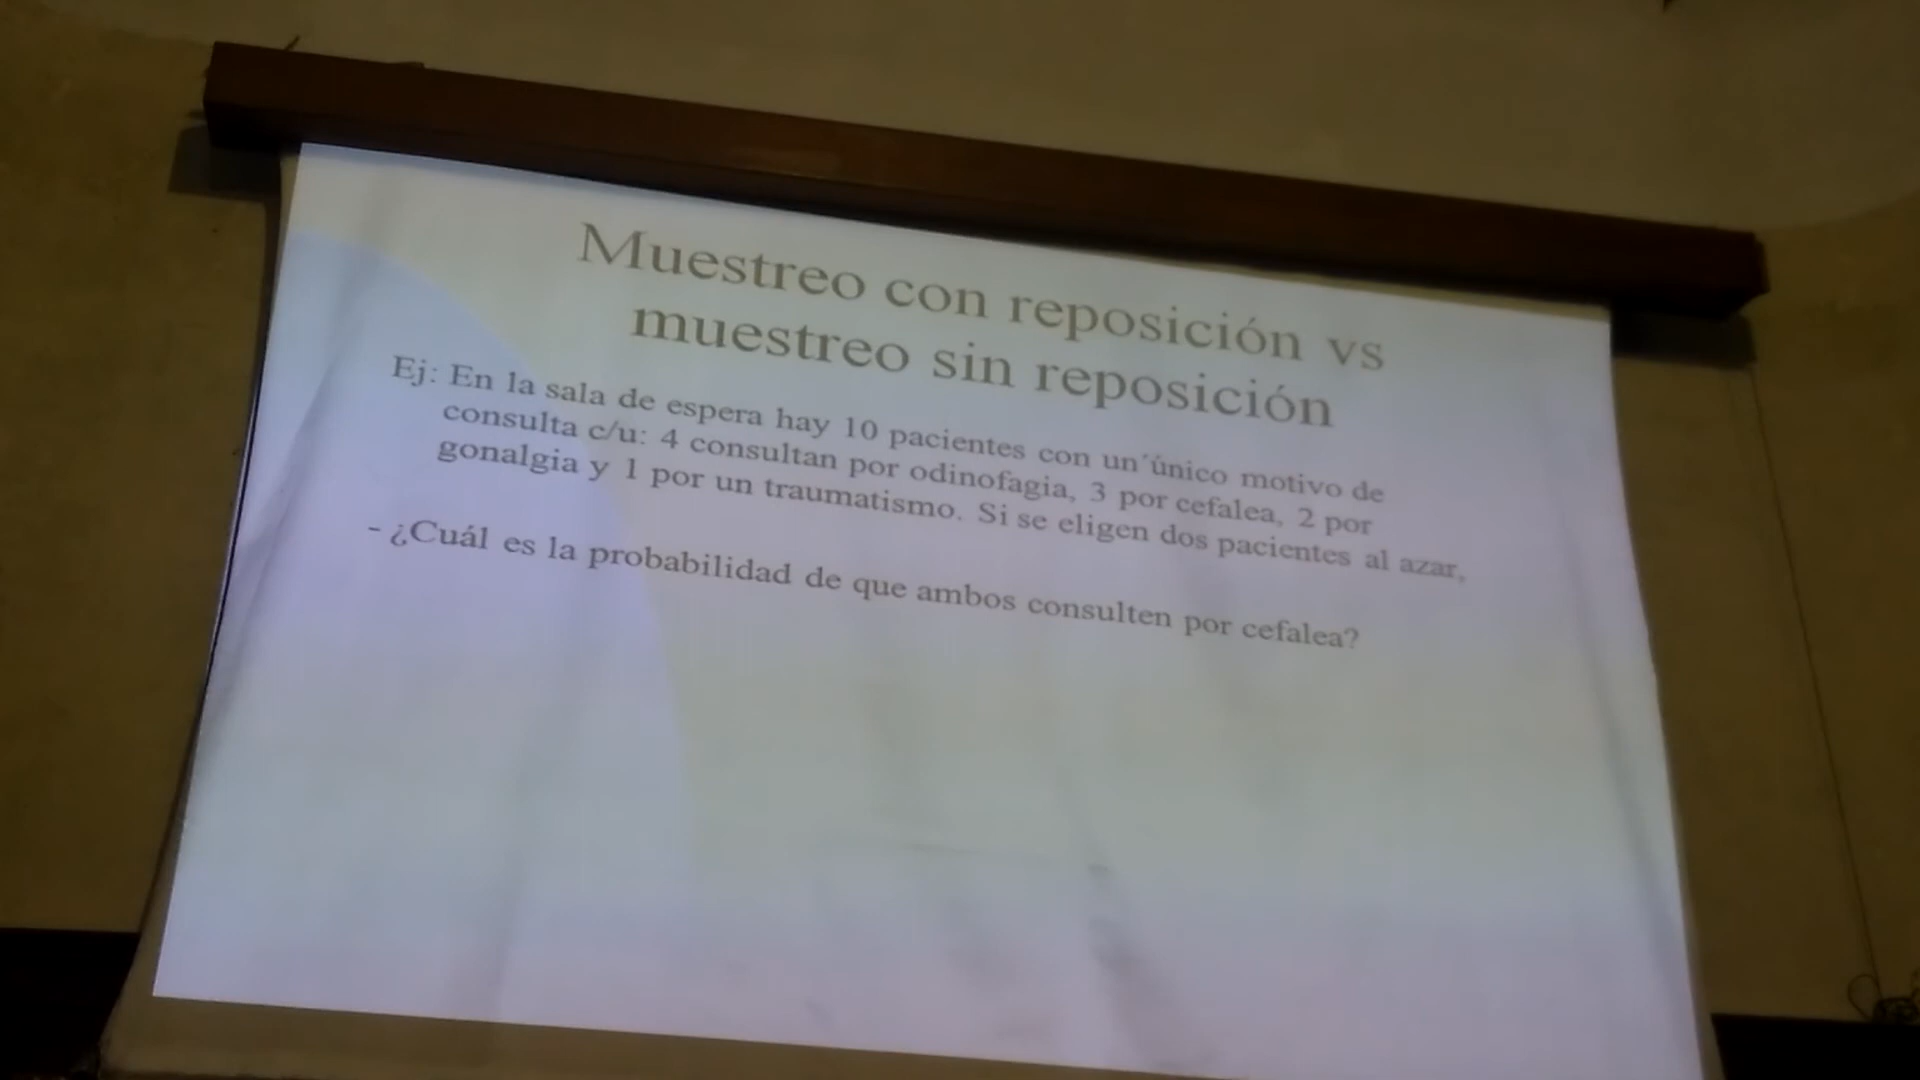 Muestreo con reposición vs
muestreo sin reposición
Ej: En la sala de espera hay 10 pacientes con un único motivo de
consulta c/u: 4 consultan por odinofagia, 3 por cefalea, 2 por
gonalgia y 1 por un traumatismo. Si se eligen dos pacientes al azar,
- ¿Cuál es la probabilidad de que ambos consulten por cefalea?